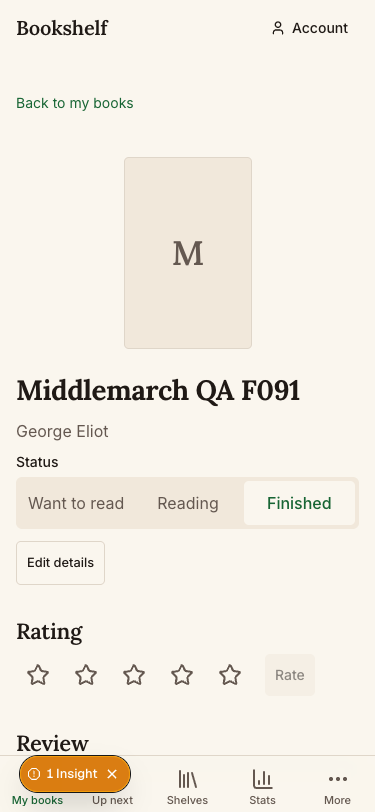 Bookshelf
Account
Back to my books
M
Middlemarch QA F091
George Eliot
Status
Want to read Reading Finished
Edit details
Rating
Rate
Review
1 Insight
My books Up next Shelves Stats More